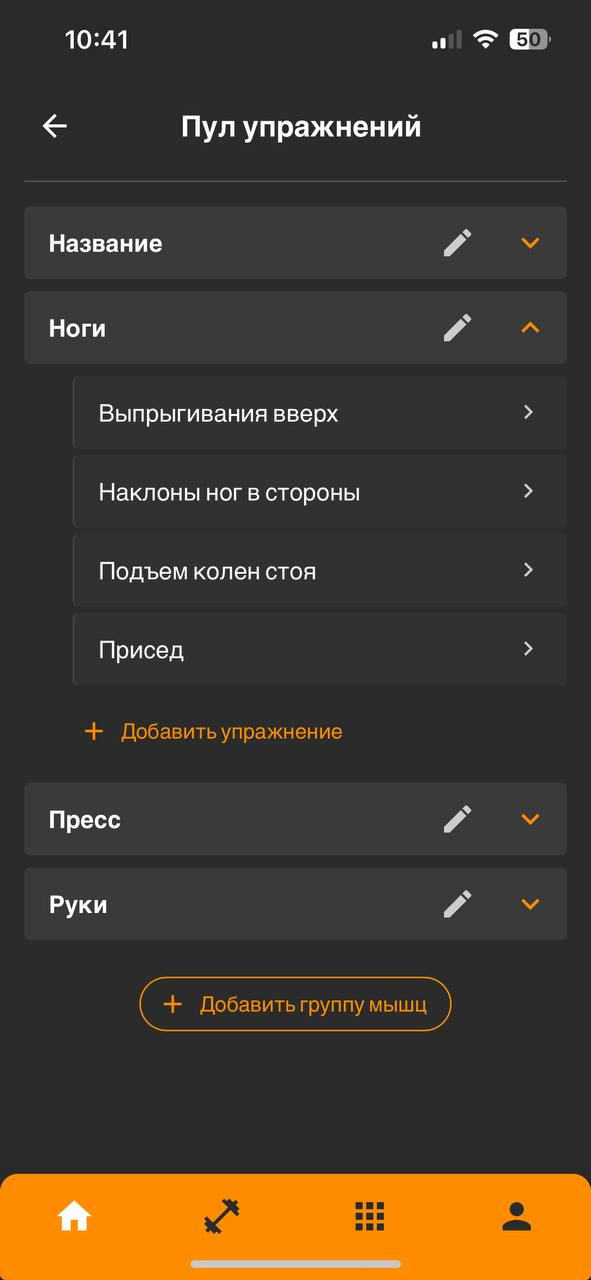 10:41
50
Пул упражнений
Название
Ноги
Выпрыгивания вверх
Наклоны ног в стороны
Подъем колен стоя
Присед
Добавить упражнение
Пресс
Руки
Добавить группу мышц